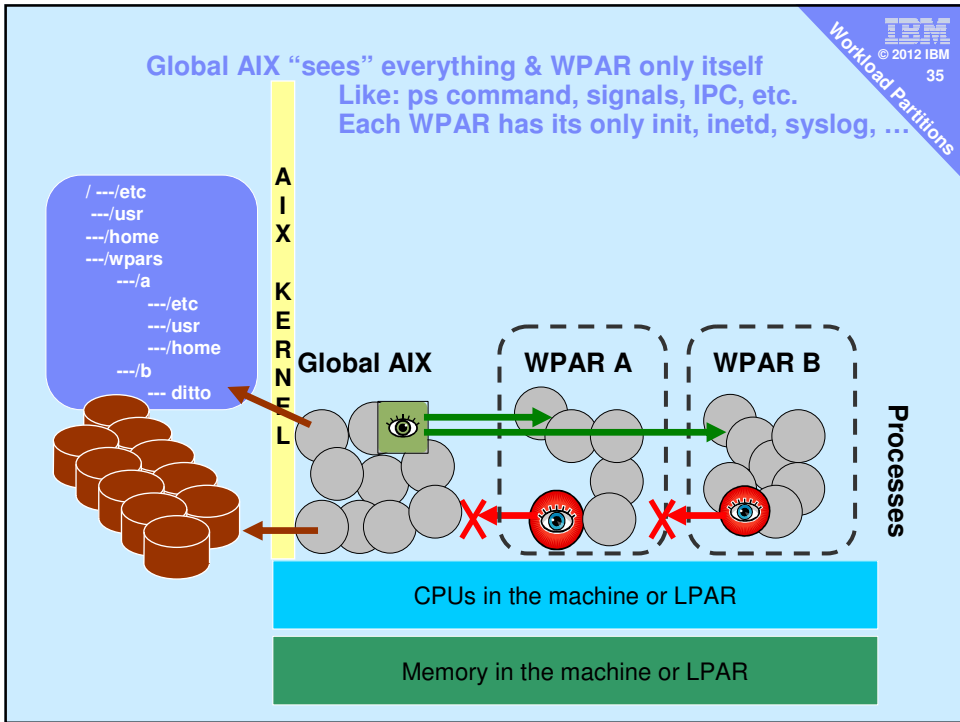 IBM
© 2012 IBM
35
Workload Partitions
Global AIX “sees” everything & WPAR only itself
Like: ps command, signals, IPC, etc.
Each WPAR has its only init, inetd, syslog, …
/ ---/etc
---/usr
---/home
---/wpars
---/a
---/etc
---/usr
---/home
---/b
--- ditto
AIX KERNEL
Global AIX
WPAR A
WPAR B
Processes
CPUs in the machine or LPAR
Memory in the machine or LPAR